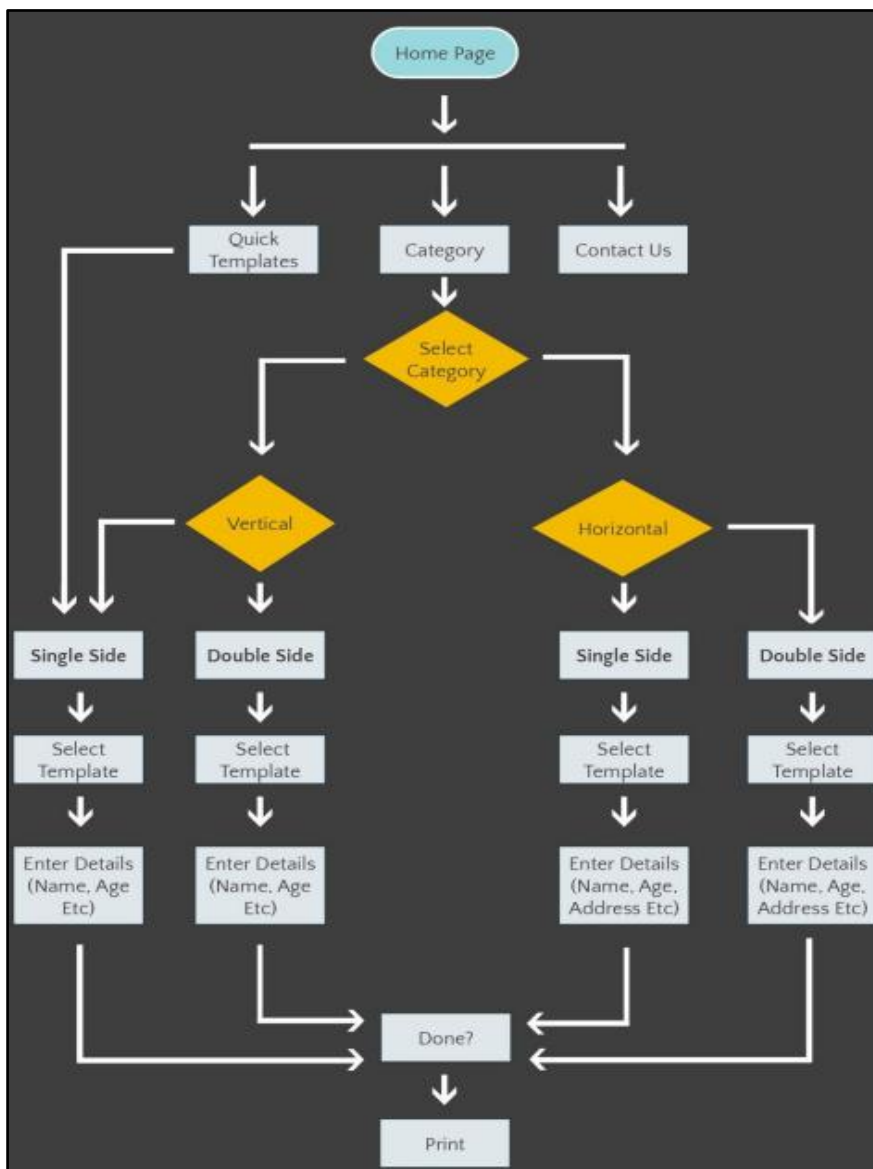 Home Page
Quick
Templates
Category
Contact Us
Select
Category
Vertical
Horizontal
Single Side
Double Side
Single Side
Double Side
Select
Template
Select
Template
Select
Template
Select
Template
Enter Details
(Name, Age
Etc)
Enter Details
(Name, Age
Etc)
Enter Details
(Name, Age,
Address Etc)
Enter Details
(Name, Age,
Address Etc)
Done?
Print